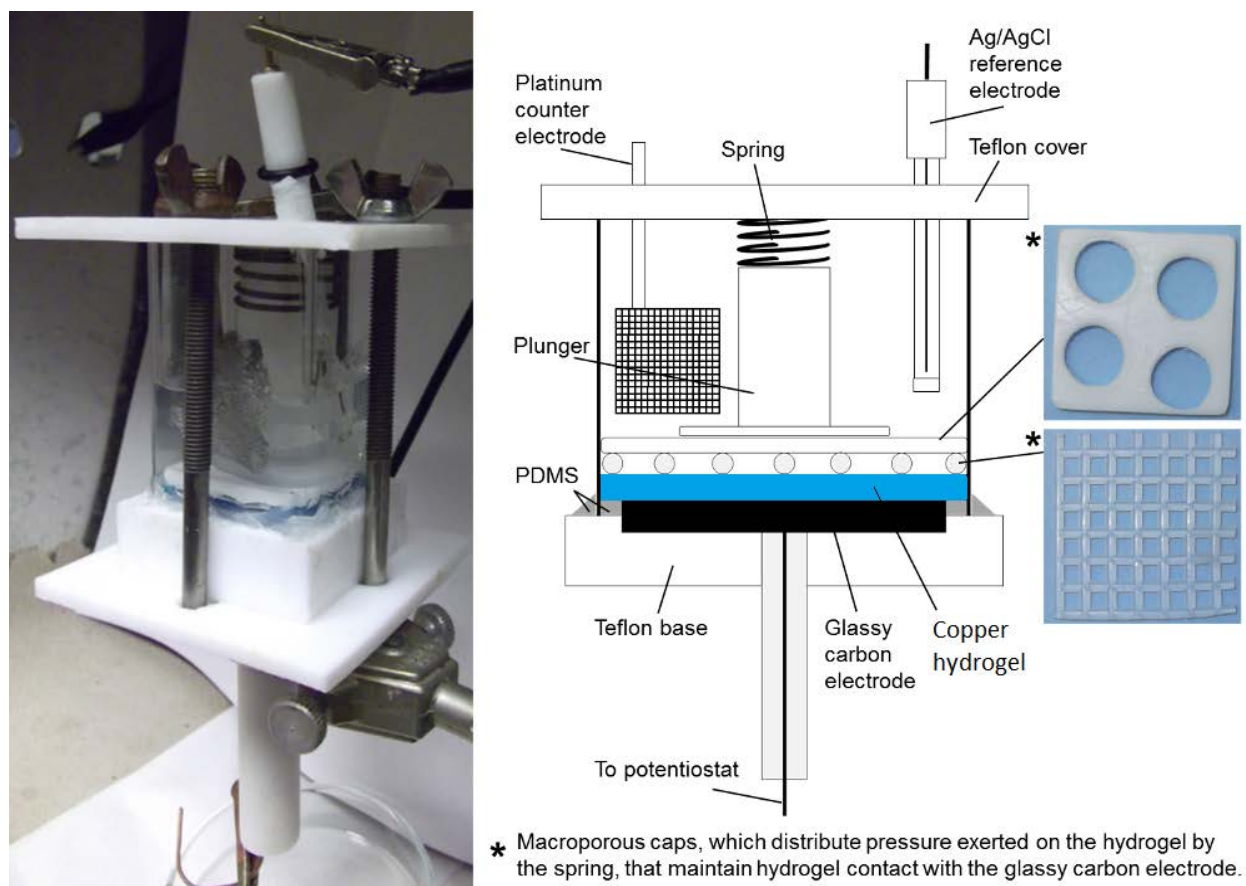 Ag/AgCl
reference
electrode
Platinum
counter
electrode
Spring
Teflon cover
*
Plunger
*
PDMS
Teflon base
Glassy
carbon
electrode
Copper
hydrogel
To potentiostat
* Macroporous caps, which distribute pressure exerted on the hydrogel by
the spring, that maintain hydrogel contact with the glassy carbon electrode.